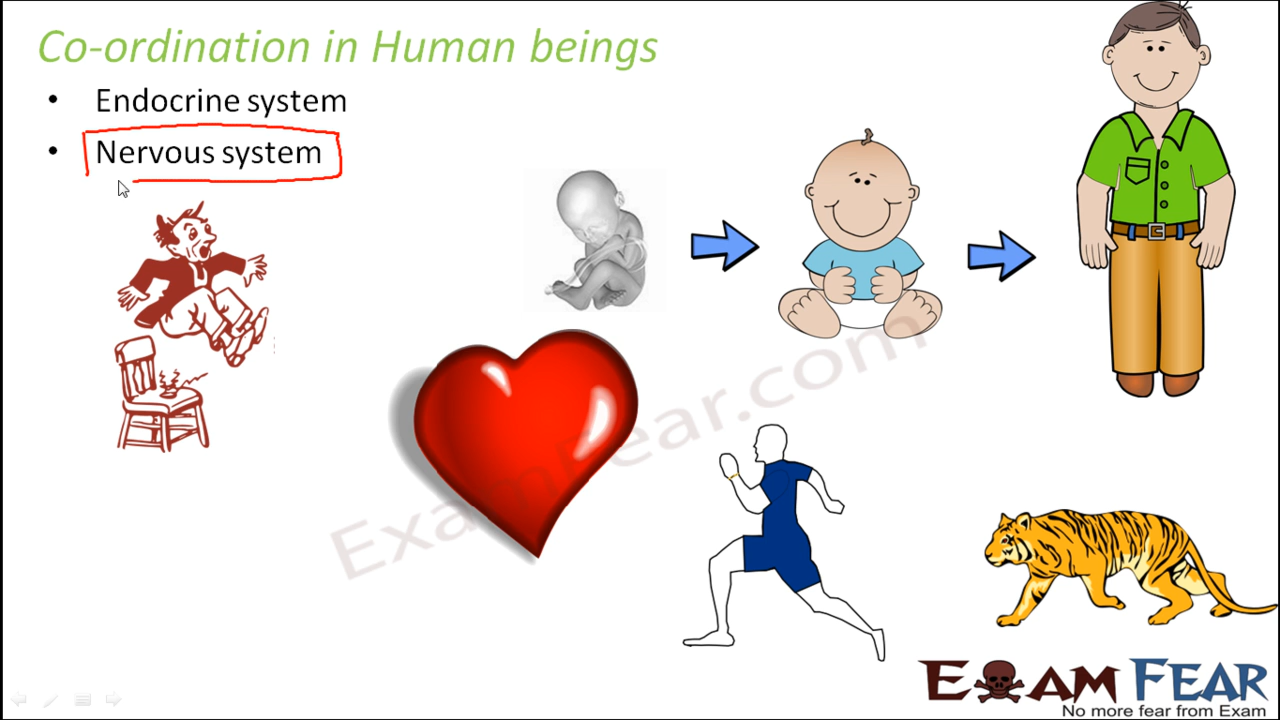 Co-ordination in Human beings
• Endocrine system
• Nervous system
ExamFear.com
EXAM FEAR
No more fear from Exam